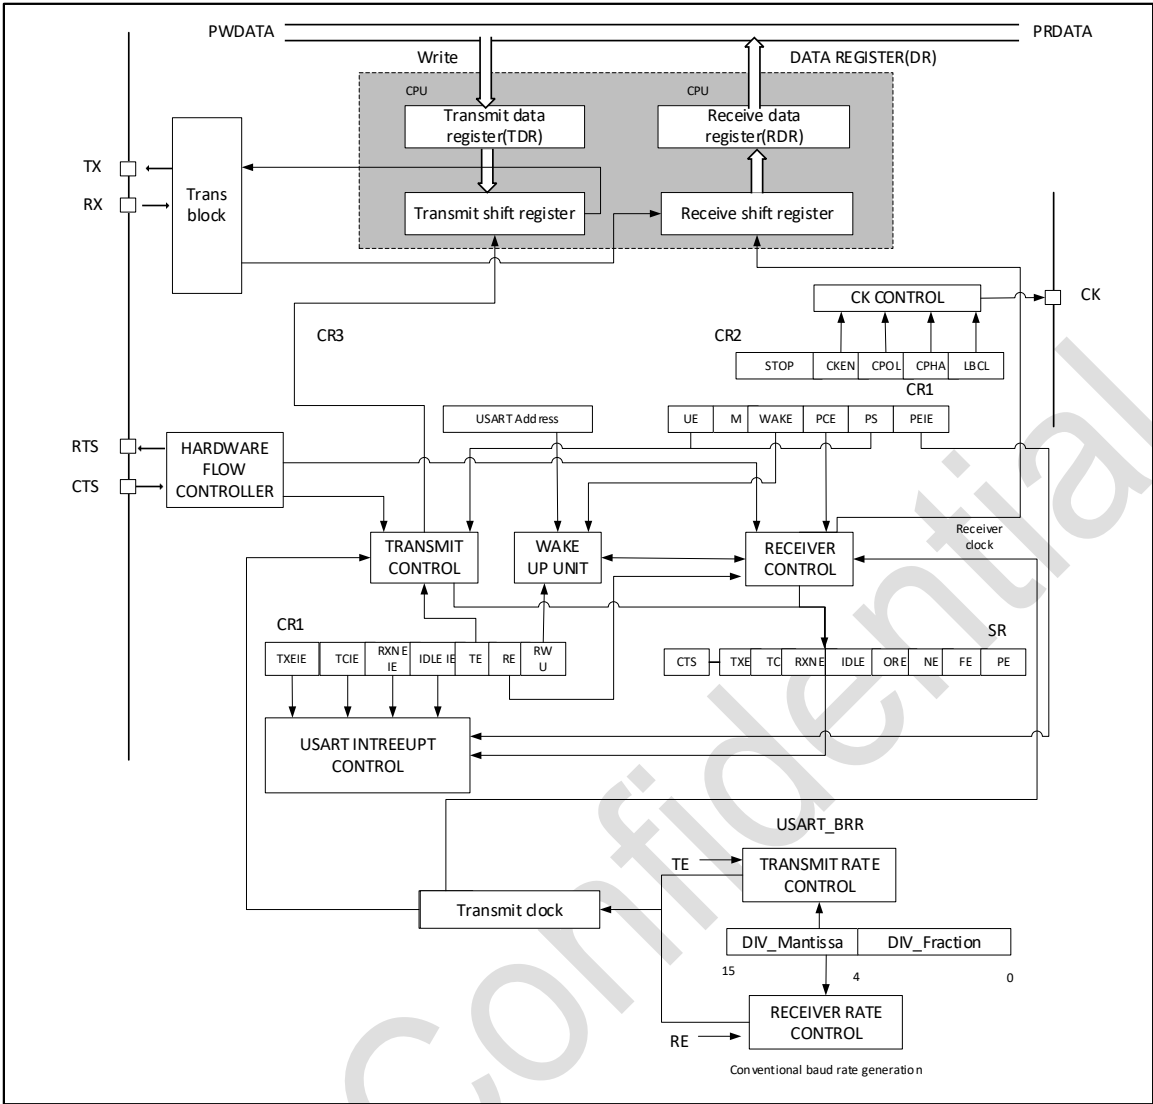 PWDATA
PRDATA
Write
DATA REGISTER(DR)
CPU
CPU
Transmit data
register(TDR)
Receive data
register(RDR)
TX
RX
Trans
block
Transmit shift register
Receive shift register
CK CONTROL
CK
CR3
CR2
STOP
CKEN
CPOL
CPHA
LBCL
CR1
USART Address
UE
M
WAKE
PCE
PS
PEIE
RTS
CTS
HARDWARE
FLOW
CONTROLLER
TRANSMIT
CONTROL
WAKE
UP UNIT
RECEIVER
CONTROL
Receiver
clock
CR1
SR
TXEIE
TCIE
RXNE
IE
IDLE IE
TE
RE
RW
U
CTS
TXE
TC
RXNE
IDLE
ORE
NE
FE
PE
USART INTREEUPT
CONTROL
USART_BRR
TE
TRANSMIT RATE
CONTROL
Transmit clock
DIV_Mantissa
DIV_Fraction
15
4
0
RECEIVER RATE
CONTROL
RE
Conventional baud rate generation
Confidential